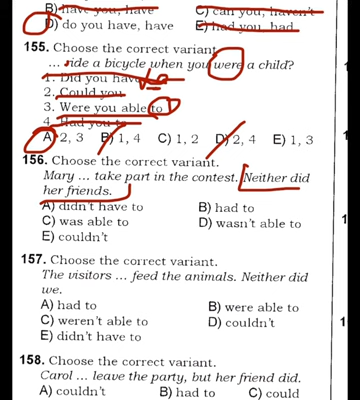 B) have you, have C) can you, haven't
D) do you have, have E) had you, had
155. Choose the correct variant.
... ride a bicycle when you were a child?
1. Did you have to
2. Could you
3. Were you able to
4. Had you to
A) 2, 3 B) 1, 4 C) 1, 2 D) 2, 4 E) 1, 3
156. Choose the correct variant.
Mary ... take part in the contest. Neither did
her friends.
A) didn't have to B) had to
C) was able to D) wasn't able to
E) couldn't
157. Choose the correct variant.
The visitors ... feed the animals. Neither did
we.
A) had to B) were able to
C) weren't able to D) couldn't
E) didn't have to
158. Choose the correct variant.
Carol ... leave the party, but her friend did.
A) couldn't B) had to C) could